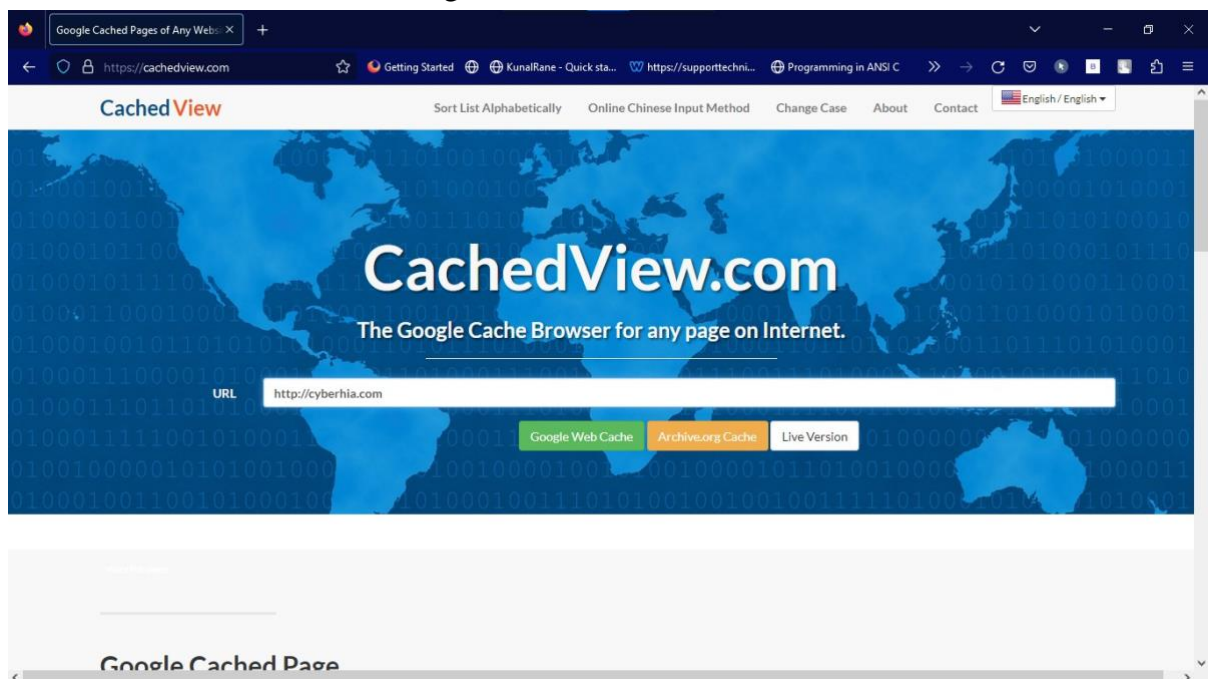 Google Cached Pages of Any Webs
https://cachedview.com
Getting Started KunalRane - Quick sta... https://supporttechni... Programming in ANSI C
Cached View Sort List Alphabetically Online Chinese Input Method Change Case About Contact English / English
CachedView.com
The Google Cache Browser for any page on Internet.
URL http://cyberhia.com
Google Web Cache Archive.org Cache Live Version
Google Cached Page